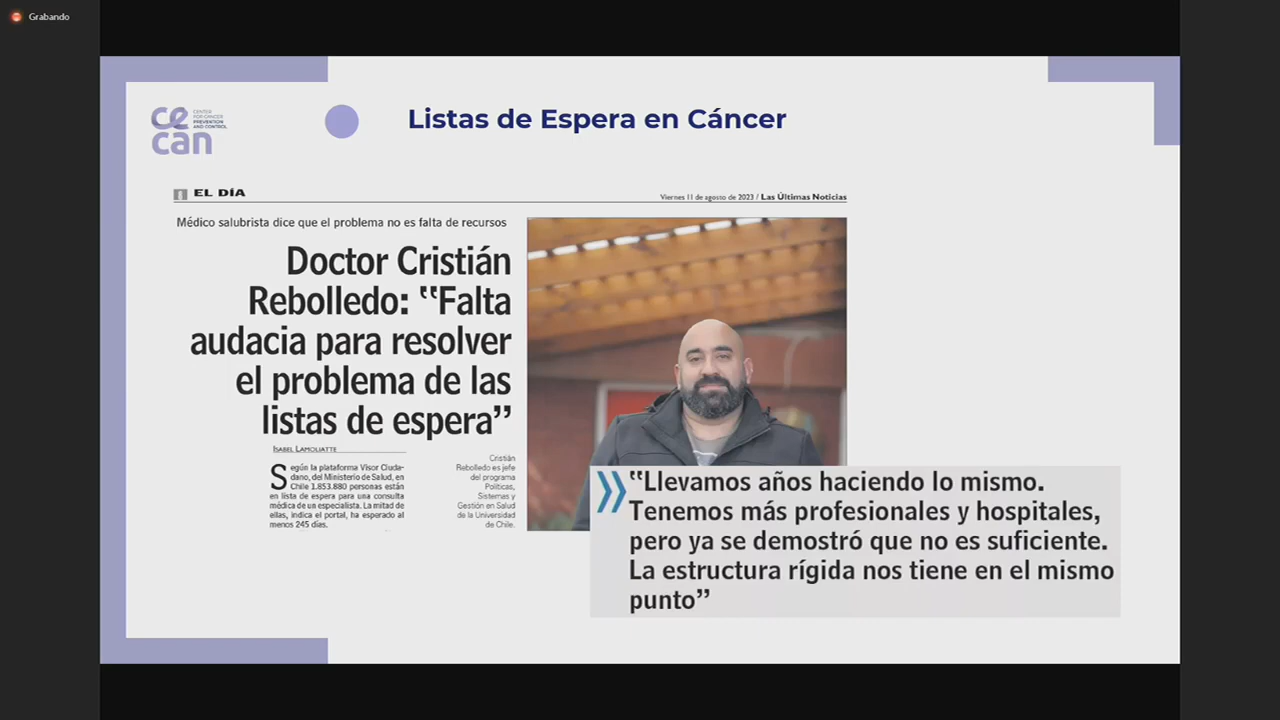 Grabando
ce
can
CENTER
FOR CANCER
PREVENTION
AND CONTROL
Listas de Espera en Cáncer
EL DÍA
Viernes 11 de agosto de 2023 / Las Últimas Noticias
Médico salubrista dice que el problema no es falta de recursos
Doctor Cristián
Rebolledo: “Falta
audacia para resolver
el problema de las
listas de espera”
ISABEL LAMOLIATTE
Según la plataforma Visor Ciuda-
dano, del Ministerio de Salud, en
Chile 1.853.880 personas están
en lista de espera para una consulta
médica de un especialista. La mitad de
ellas, indica el portal, ha esperado al
menos 245 días.
Cristián
Rebolledo es jefe
del programa
Políticas,
Sistemas y
Gestión en Salud
de la Universidad
de Chile.
“Llevamos años haciendo lo mismo.
Tenemos más profesionales y hospitales,
pero ya se demostró que no es suficiente.
La estructura rígida nos tiene en el mismo
punto”